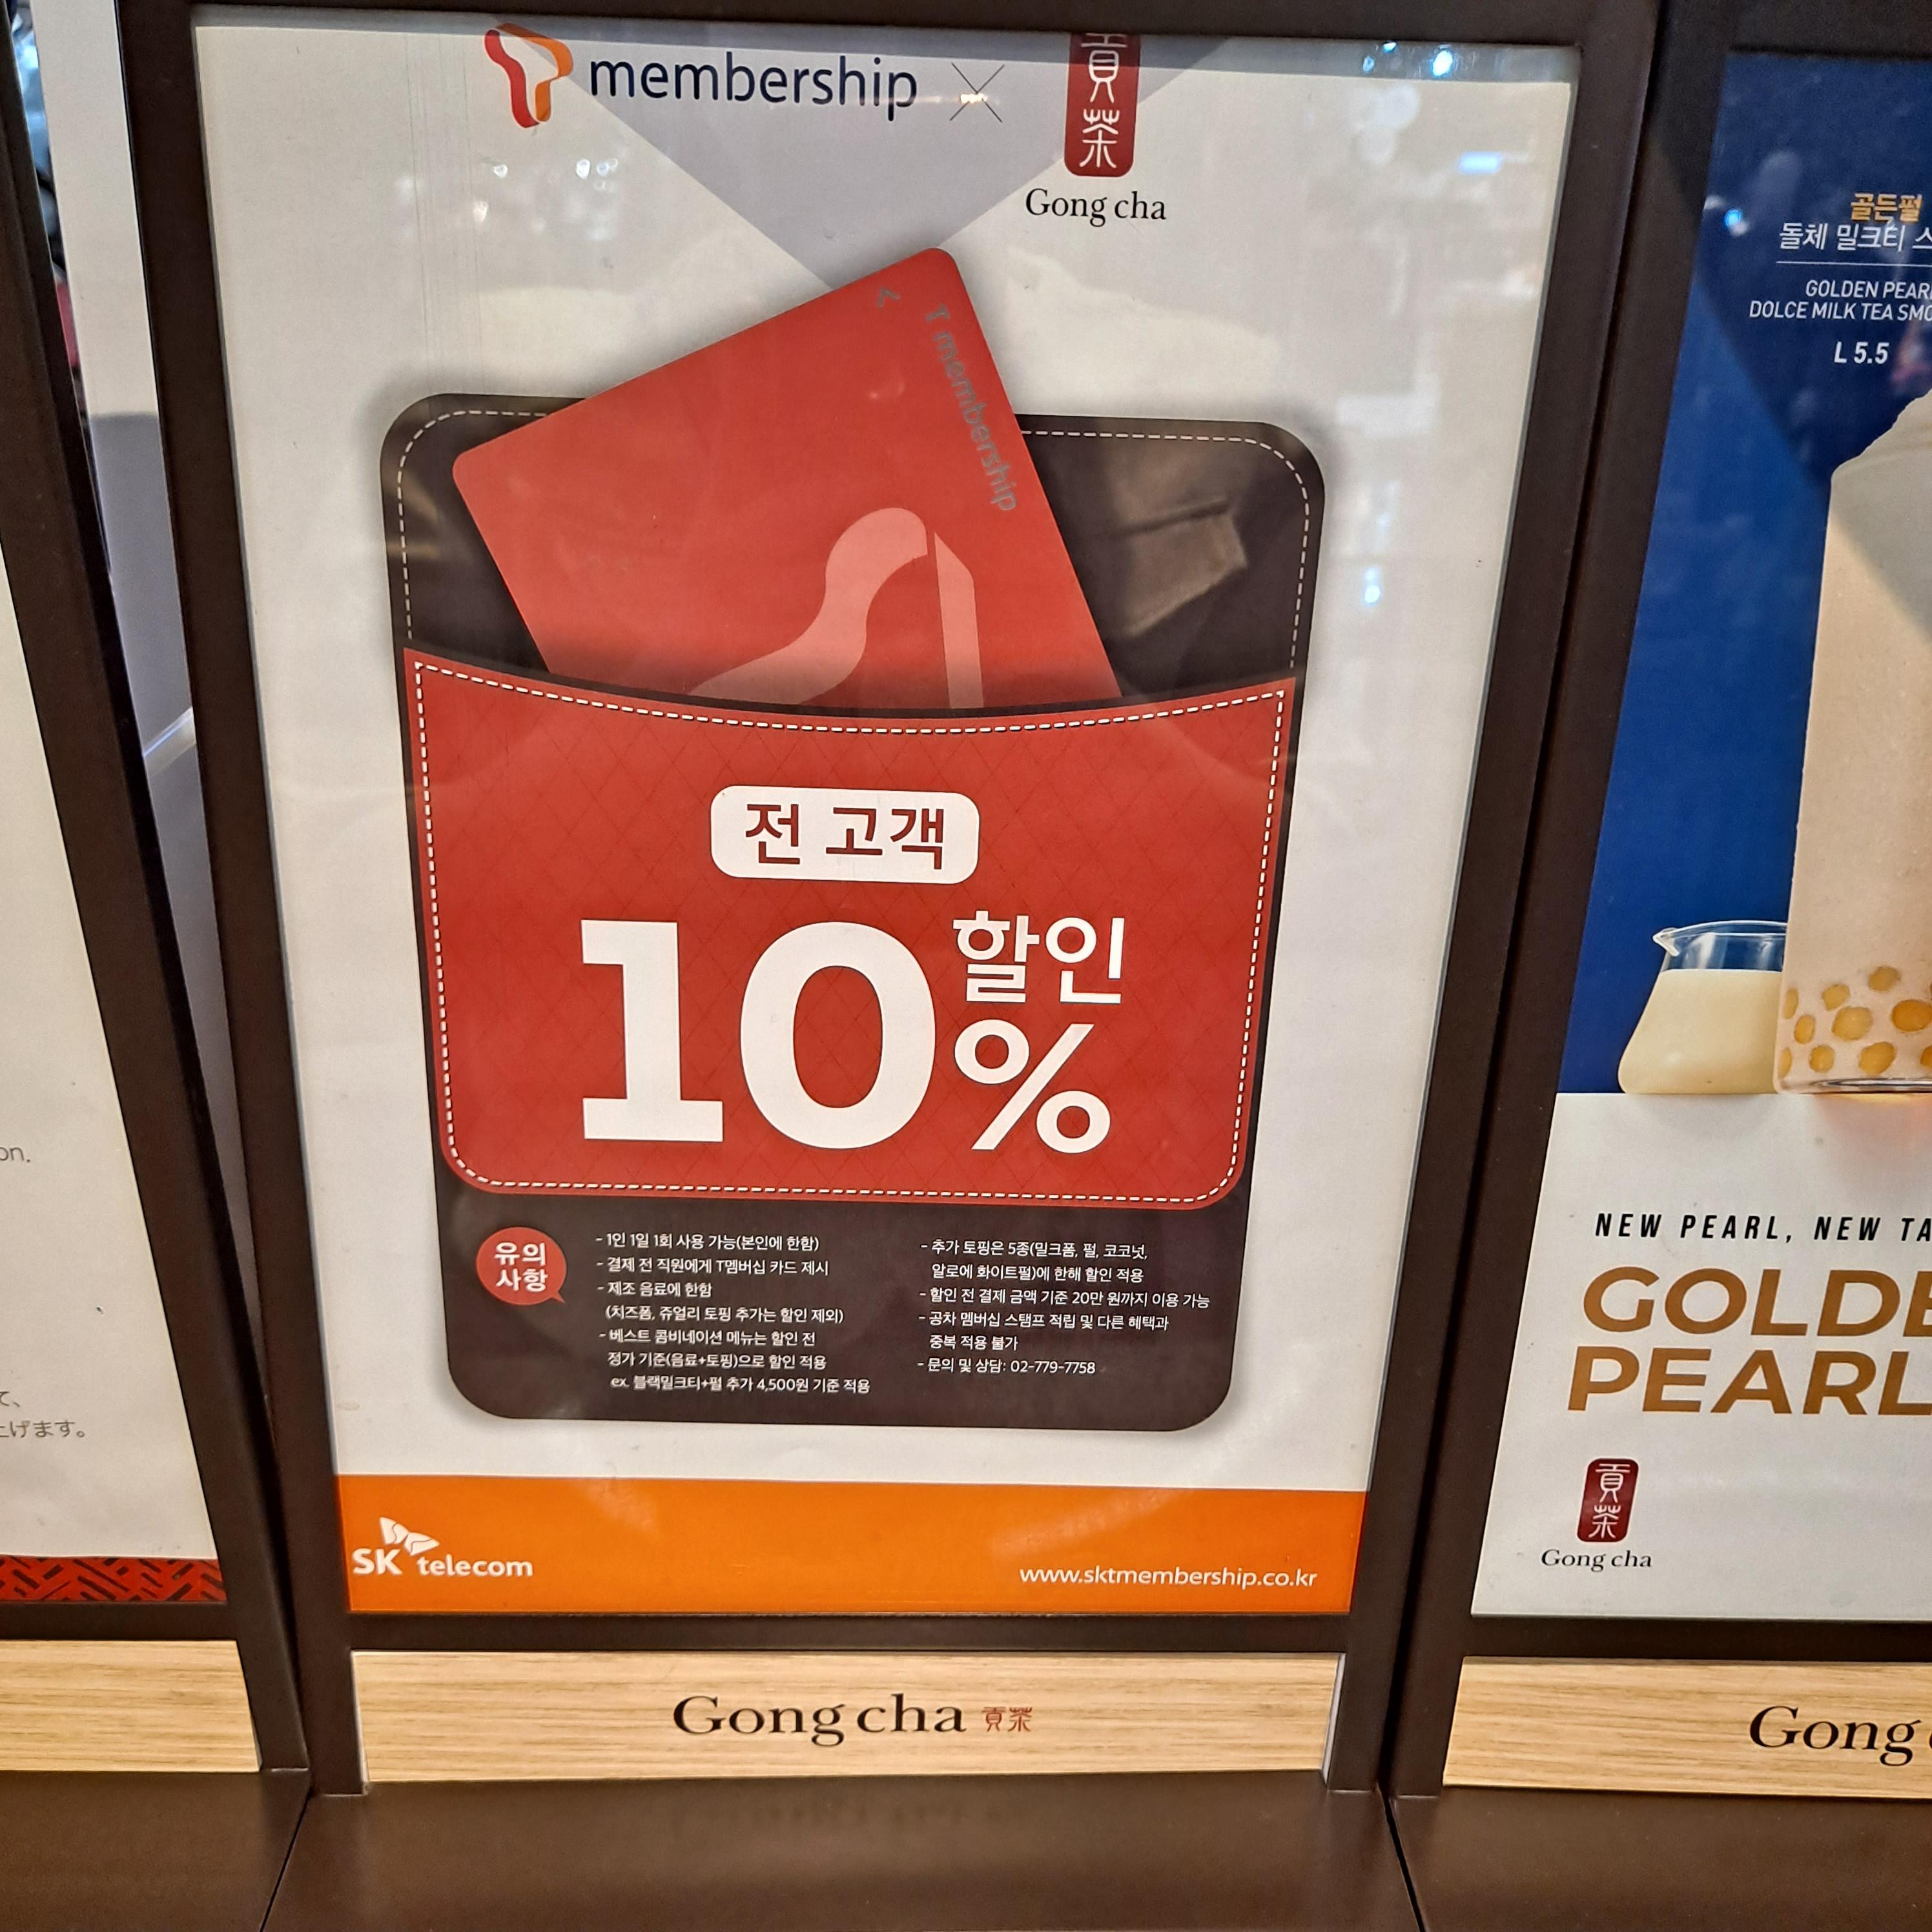 membership
貢茶
Gong cha
T membership
전 고객
10% 할인
유의
사항
- 1인 1일 1회 사용 가능(본인에 한함)
- 결제 전 직원에게 T멤버십 카드 제시
- 제조 음료에 한함
(치즈폼, 쥬얼리 토핑 추가는 할인 제외)
- 베스트 콤비네이션 메뉴는 할인 전
정가 기준(음료+토핑)으로 할인 적용
ex. 블랙밀크티+펄 추가 4,500원 기준 적용
- 추가 토핑은 5종(밀크폼, 펄, 코코넛,
알로에 화이트펄)에 한해 할인 적용
- 할인 전 결제 금액 기준 20만 원까지 이용 가능
- 공차 멤버십 스탬프 적립 및 다른 혜택과
중복 적용 불가
- 문의 및 상담: 02-779-7758
SK telecom
www.sktmembership.co.kr
Gong cha 貢茶
골든펄
돌체 밀크티
GOLDEN PEARL
DOLCE MILK TEA
L 5.5
NEW PEARL, NEW
PEARL
貢茶
Gong cha
Gong
上げます。